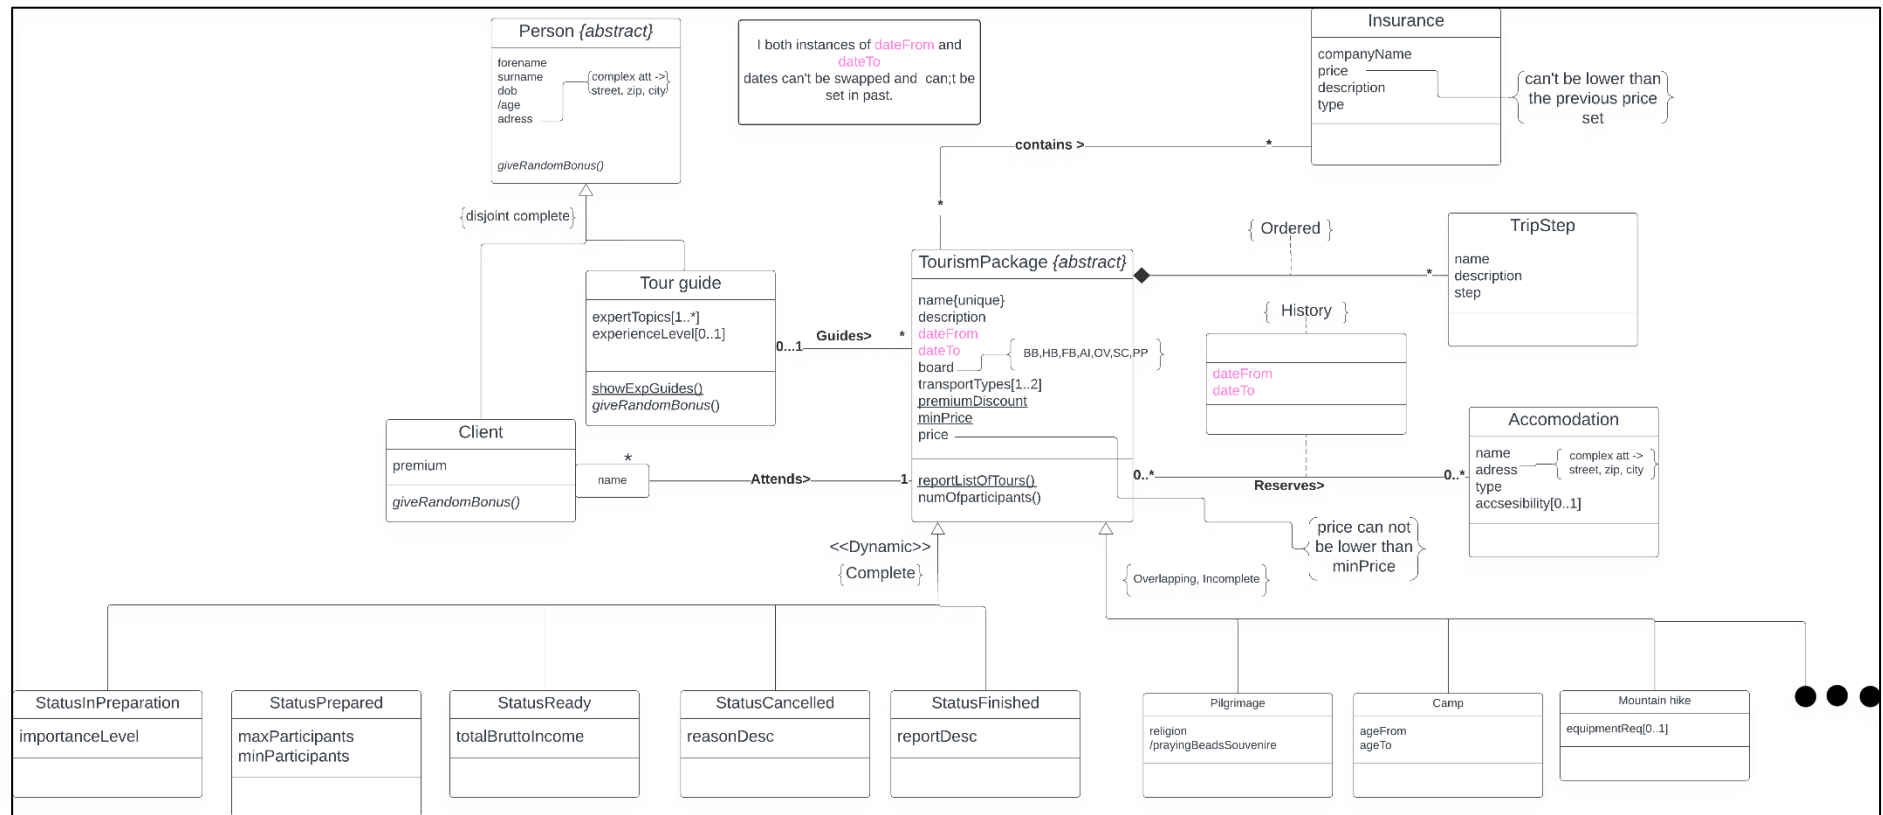 Person {abstract}
forename
surname
dob
/age
adress
{complex att ->
street, zip, city}
giveRandomBonus()
I both instances of dateFrom and
dateTo
dates can't be swapped and can;t be
set in past.
Insurance
companyName
price
description
type
{can't be lower than
the previous price
set}
contains >
*
*
{disjoint complete}
{ Ordered }
TripStep
name
description
step
*
Tour guide
expertTopics[1..*]
experienceLevel[0..1]
showExpGuides()
giveRandomBonus()
0...1
Guides>
*
TourismPackage {abstract}
name{unique}
description
dateFrom
dateTo
board
{ BB,HB,FB,AI,OV,SC,PP }
transportTypes[1..2]
premiumDiscount
minPrice
price
reportListOfTours()
numOfparticipants()
{ History }
dateFrom
dateTo
Client
premium
giveRandomBonus()
*
name
Attends>
1
0..*
Reserves>
0..*
Accomodation
name
adress
type
accsesibility[0..1]
{ complex att ->
street, zip, city }
{price can not
be lower than
minPrice}
<<Dynamic>>
{Complete}
{Overlapping, Incomplete}
StatusInPreparation
importanceLevel
StatusPrepared
maxParticipants
minParticipants
StatusReady
totalBruttoIncome
StatusCancelled
reasonDesc
StatusFinished
reportDesc
Pilgrimage
religion
/prayingBeadsSouvenire
Camp
ageFrom
ageTo
Mountain hike
equipmentReq[0..1]